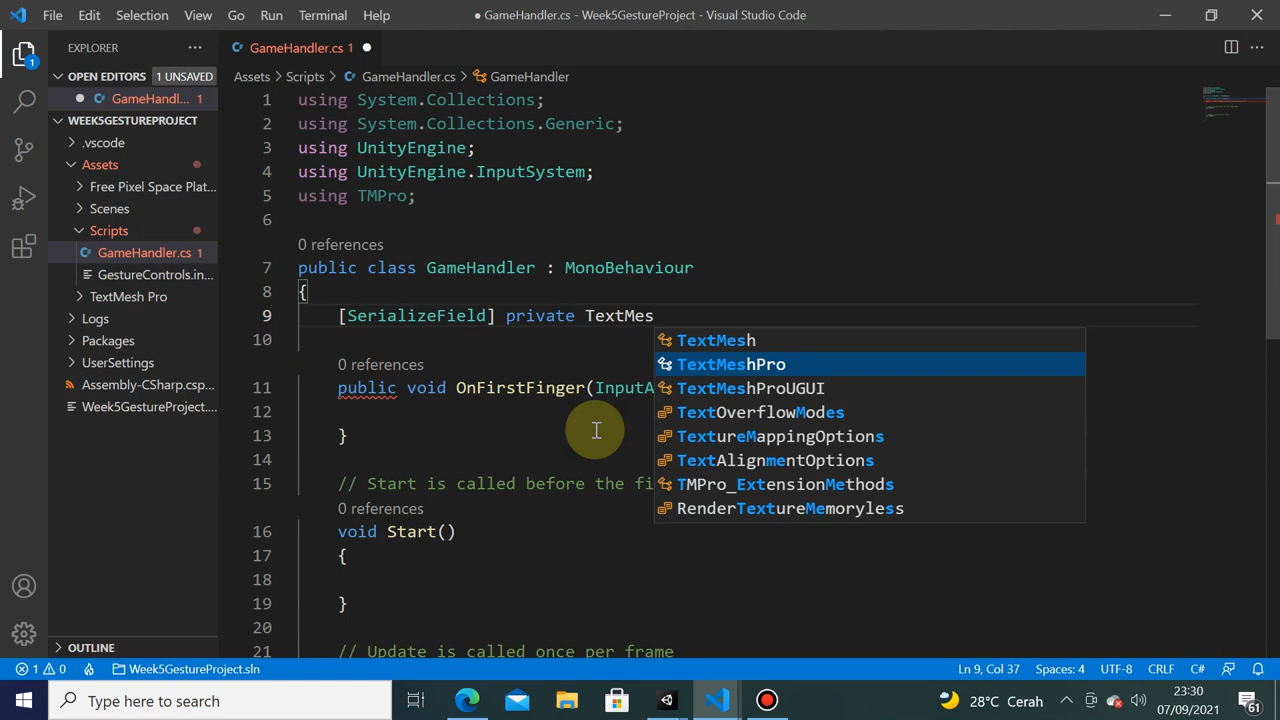 File Edit Selection View Go Run Terminal Help
● GameHandler.cs - Week5GestureProject - Visual Studio Code
EXPLORER
OPEN EDITORS 1 UNSAVED
GameHandl... 1
WEEK5GESTUREPROJECT
.vscode
Assets
Free Pixel Space Plat...
Scenes
Scripts
GameHandler.cs 1
GestureControls.in...
TextMesh Pro
Logs
Packages
UserSettings
Assembly-CSharp.csp...
Week5GestureProject....
OUTLINE
GameHandler.cs 1
Assets > Scripts > GameHandler.cs > GameHandler
1 using System.Collections;
2 using System.Collections.Generic;
3 using UnityEngine;
4 using UnityEngine.InputSystem;
5 using TMPro;
6
0 references
7 public class GameHandler : MonoBehaviour
8 {
9 [SerializeField] private TextMes
10
0 references
11 public void OnFirstFinger(InputA
12
13 }
14
15 // Start is called before the fi
0 references
16 void Start()
17 {
18
19 }
20
21 // Update is called once per frame
TextMesh
TextMeshPro
TextMeshProUGUI
TextOverflowModes
TextureMappingOptions
TextAlignmentOptions
TMPro_ExtensionMethods
RenderTextureMemoryless
1 0 Week5GestureProject.sln
Ln 9, Col 37 Spaces: 4 UTF-8 CRLF C#
Type here to search
28°C Cerah
23:30
07/09/2021
61
1